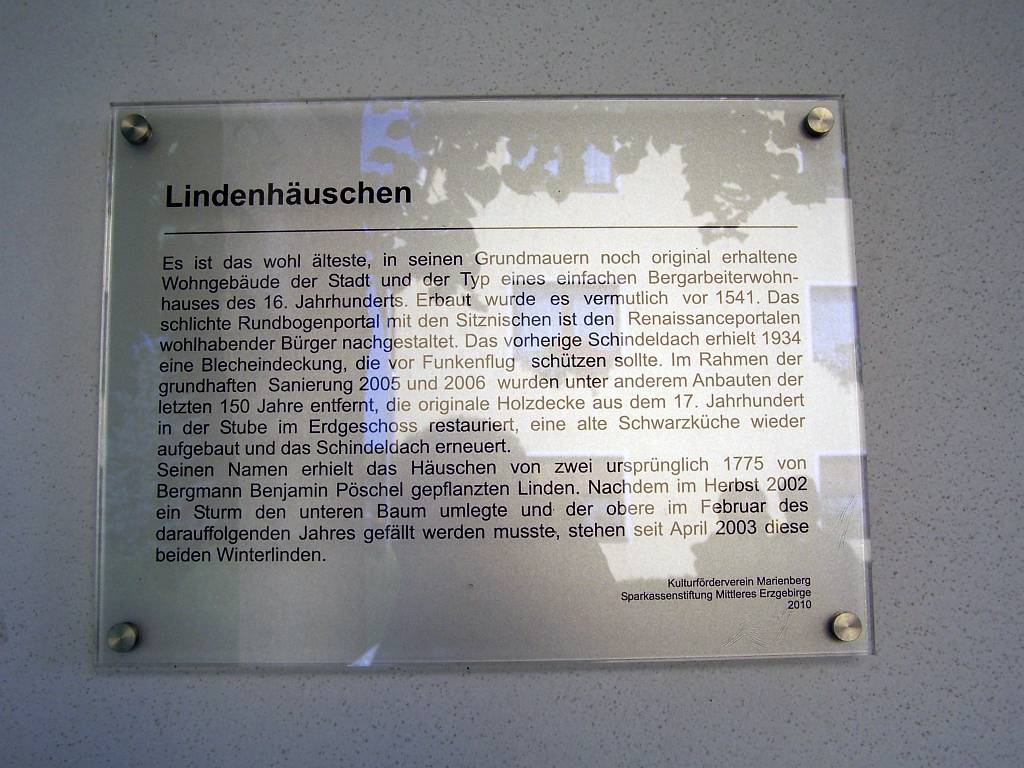 Lindenhäuschen
Es ist das wohl älteste, in seinen Grundmauern noch original erhaltene
Wohngebäude der Stadt und der Typ eines einfachen Bergarbeiterwohn-
hauses des 16. Jahrhunderts. Erbaut wurde es vermutlich vor 1541. Das
schlichte Rundbogenportal mit den Sitznischen ist den Renaissanceportalen
wohlhabender Bürger nachgestaltet. Das vorherige Schindeldach erhielt 1934
eine Blecheindeckung, die vor Funkenflug schützen sollte. Im Rahmen der
grundhaften Sanierung 2005 und 2006 wurden unter anderem Anbauten der
letzten 150 Jahre entfernt, die originale Holzdecke aus dem 17. Jahrhundert
in der Stube im Erdgeschoss restauriert, eine alte Schwarzküche wieder
aufgebaut und das Schindeldach erneuert.
Seinen Namen erhielt das Häuschen von zwei ursprünglich 1775 von
Bergmann Benjamin Pöschel gepflanzten Linden. Nachdem im Herbst 2002
ein Sturm den unteren Baum umlegte und der obere im Februar des
darauffolgenden Jahres gefällt werden musste, stehen seit April 2003 diese
beiden Winterlinden.
Kulturförderverein Marienberg
Sparkassenstiftung Mittleres Erzgebirge
2010